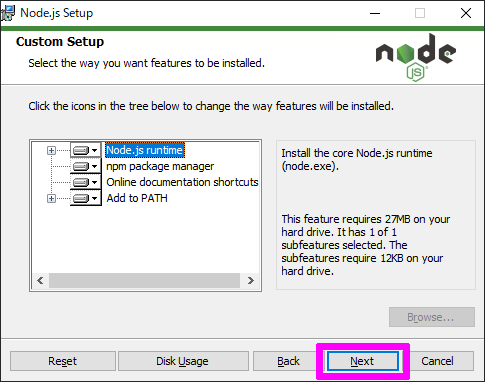 Node.js Setup
Custom Setup
Select the way you want features to be installed.
node
JS
Click the icons in the tree below to change the way features will be installed.
Node.js runtime
npm package manager
Online documentation shortcuts
Add to PATH
Install the core Node.js runtime
(node.exe).
This feature requires 27MB on your
hard drive. It has 1 of 1
subfeatures selected. The
subfeatures require 12KB on your
hard drive.
Browse...
Reset
Disk Usage
Back
Next
Cancel